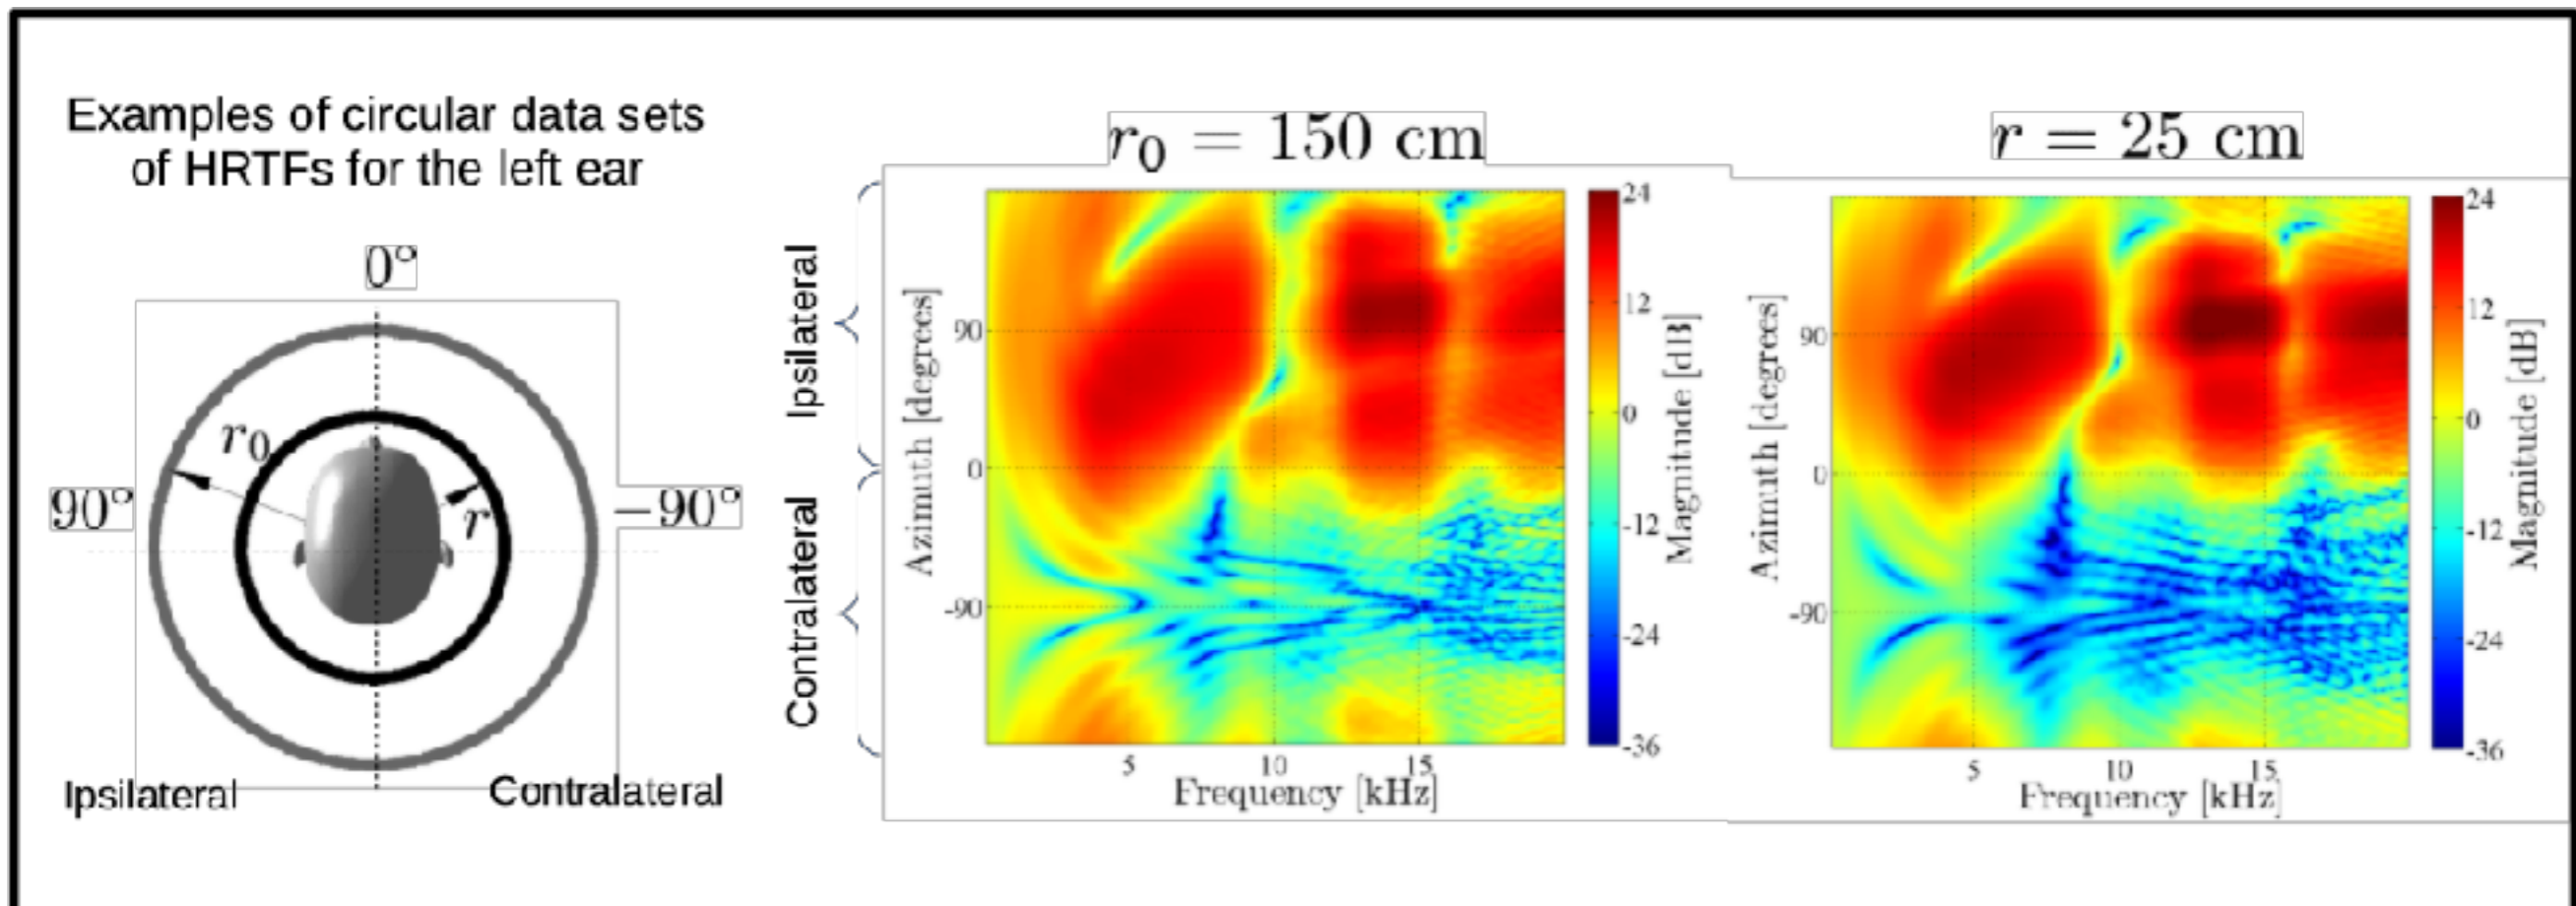 Examples of circular data sets
of HRTFs for the left ear
0°
90°
−90°
r₀
r
Ipsilateral
Contralateral
Ipsilateral
Contralateral
r₀ = 150 cm
Azimuth [degrees]
90
0
-90
5
10
15
Frequency [kHz]
24
12
0
-12
-24
-36
Magnitude [dB]
r = 25 cm
Azimuth [degrees]
90
0
-90
5
10
15
Frequency [kHz]
24
12
0
-12
-24
-36
Magnitude [dB]